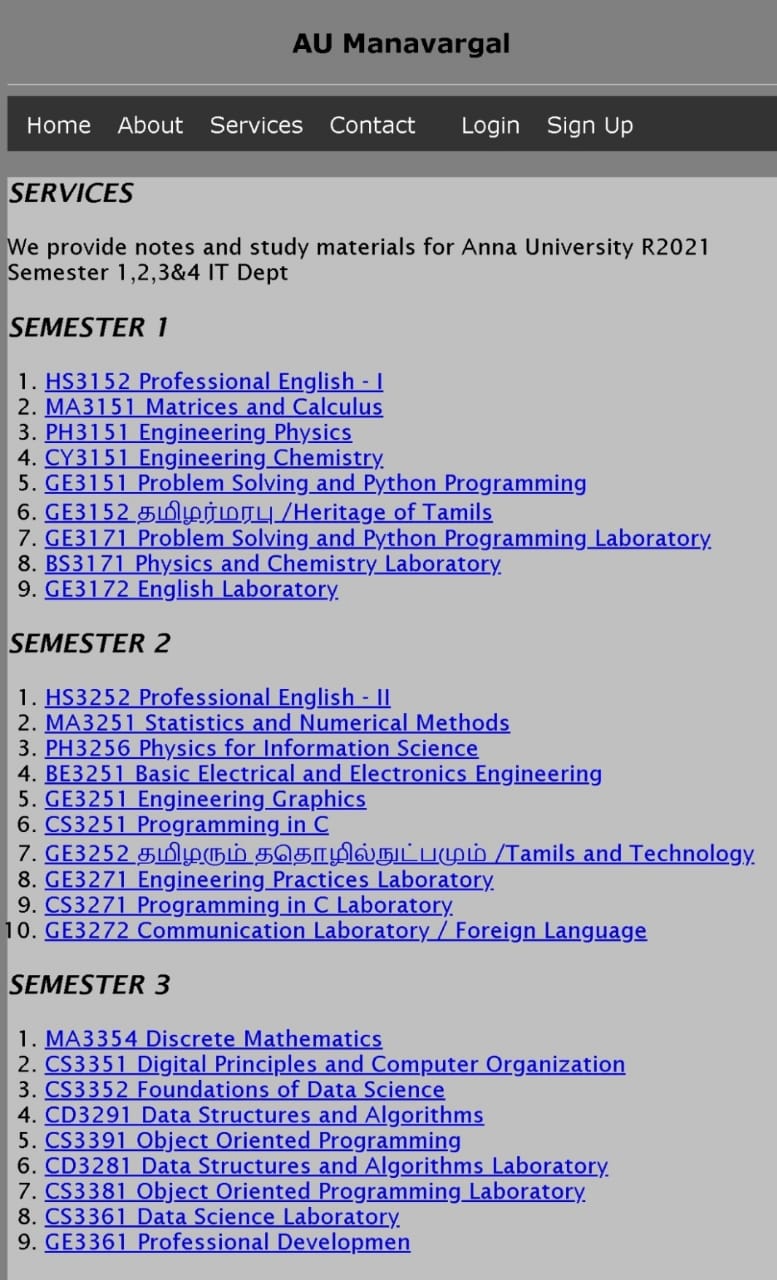 AU Manavargal
Home About Services Contact Login Sign Up
SERVICES
We provide notes and study materials for Anna University R2021
Semester 1,2,3&4 IT Dept
SEMESTER 1
1. HS3152 Professional English - I
2. MA3151 Matrices and Calculus
3. PH3151 Engineering Physics
4. CY3151 Engineering Chemistry
5. GE3151 Problem Solving and Python Programming
6. GE3152 தமிழர்மரபு /Heritage of Tamils
7. GE3171 Problem Solving and Python Programming Laboratory
8. BS3171 Physics and Chemistry Laboratory
9. GE3172 English Laboratory
SEMESTER 2
1. HS3252 Professional English - II
2. MA3251 Statistics and Numerical Methods
3. PH3256 Physics for Information Science
4. BE3251 Basic Electrical and Electronics Engineering
5. GE3251 Engineering Graphics
6. CS3251 Programming in C
7. GE3252 தமிழரும் ததொழில்நுட்பமும் /Tamils and Technology
8. GE3271 Engineering Practices Laboratory
9. CS3271 Programming in C Laboratory
10. GE3272 Communication Laboratory / Foreign Language
SEMESTER 3
1. MA3354 Discrete Mathematics
2. CS3351 Digital Principles and Computer Organization
3. CS3352 Foundations of Data Science
4. CD3291 Data Structures and Algorithms
5. CS3391 Object Oriented Programming
6. CD3281 Data Structures and Algorithms Laboratory
7. CS3381 Object Oriented Programming Laboratory
8. CS3361 Data Science Laboratory
9. GE3361 Professional Developmen